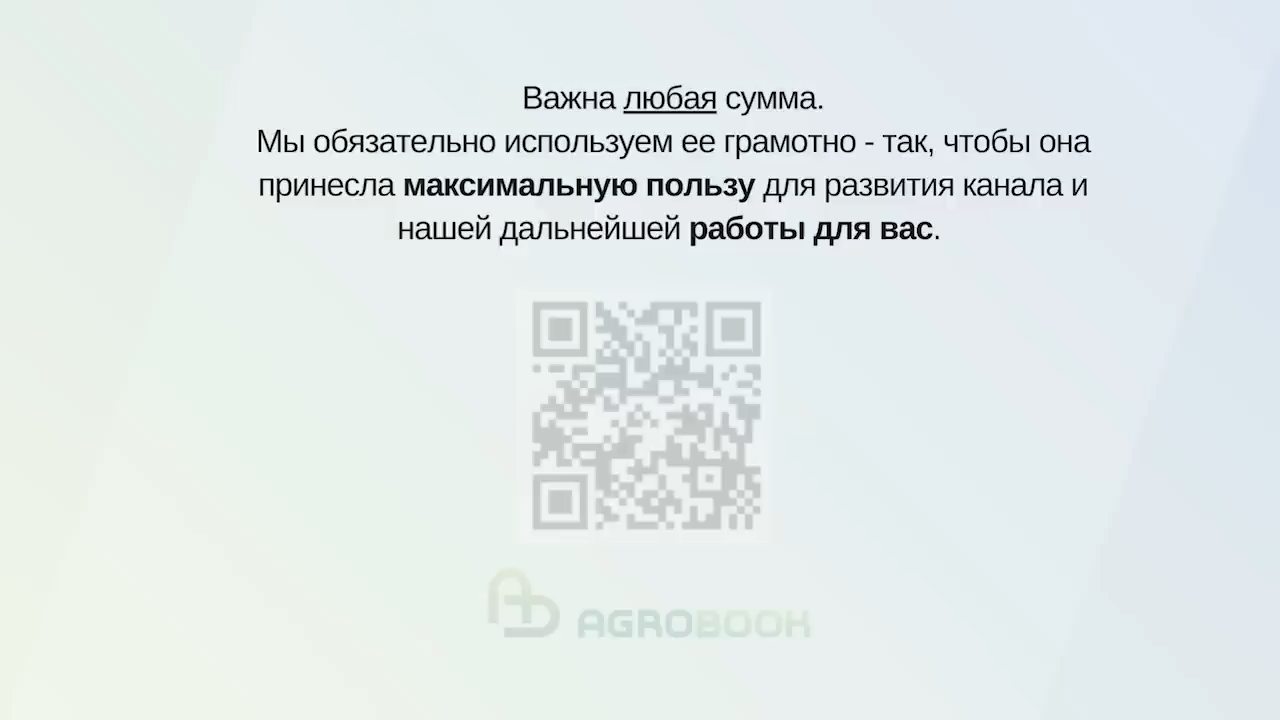 Важна любая сумма.
Мы обязательно используем ее грамотно - так, чтобы она
принесла максимальную пользу для развития канала и
нашей дальнейшей работы для вас.
AGROBOOK